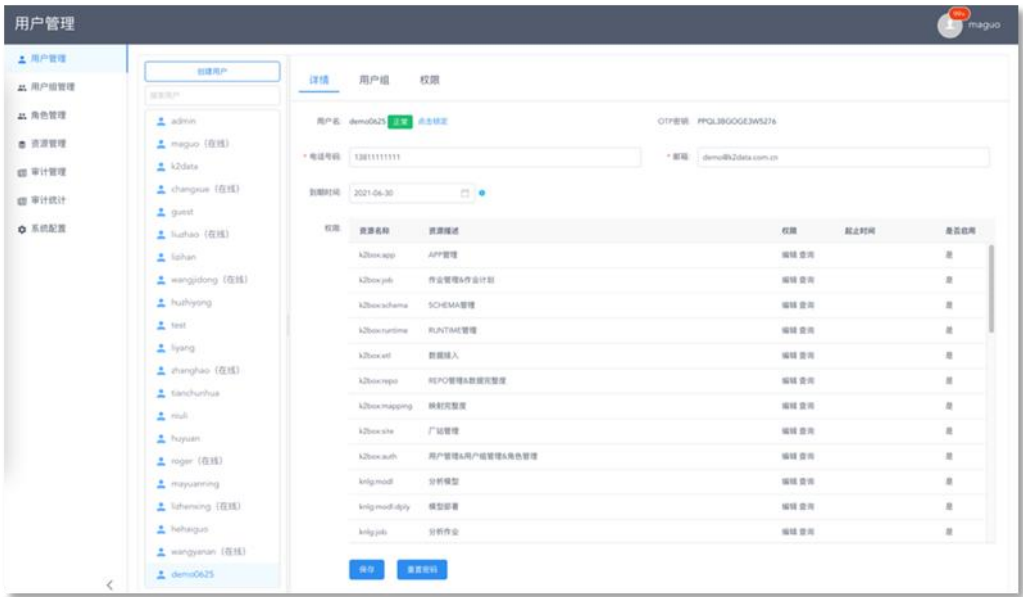 用户管理
99+
maguo
用户管理
用户组管理
角色管理
资源管理
审计管理
审计统计
系统配置
创建用户
搜索用户
admin
maguo (在线)
k2data
changxue (在线)
guest
liuzhao (在线)
lizihan
wangjidong (在线)
huzhiyong
test
liyang
zhanghao (在线)
tianchunhua
niuli
huyuan
roger (在线)
mayuanming
lizhenxing (在线)
hehaiguo
wangyanan (在线)
demo0625
详情 用户组 权限
用户名: demo0625 正常 点击锁定 OTP密钥: PPQL3BGOGE3W5276
* 电话号码: 13811111111 * 邮箱: demo@k2data.com.cn
到期时间: 2021-06-30
权限:
资源名称 资源描述 权限 起止时间 是否启用
k2box:app APP管理 编辑 查询 是
k2box:job 作业管理&作业计划 编辑 查询 是
k2box:schema SCHEMA管理 编辑 查询 是
k2box:runtime RUNTIME管理 编辑 查询 是
k2box:etl 数据接入 编辑 查询 是
k2box:repo REPO管理&数据完整度 编辑 查询 是
k2box:mapping 映射完整度 编辑 查询 是
k2box:site 厂站管理 编辑 查询 是
k2box:auth 用户管理&用户组管理&角色管理 编辑 查询 是
knlg:modl 分析模型 编辑 查询 是
knlg:modl:dply 模型部署 编辑 查询 是
knlg:job 分析作业 编辑 查询 是
保存 重置密码